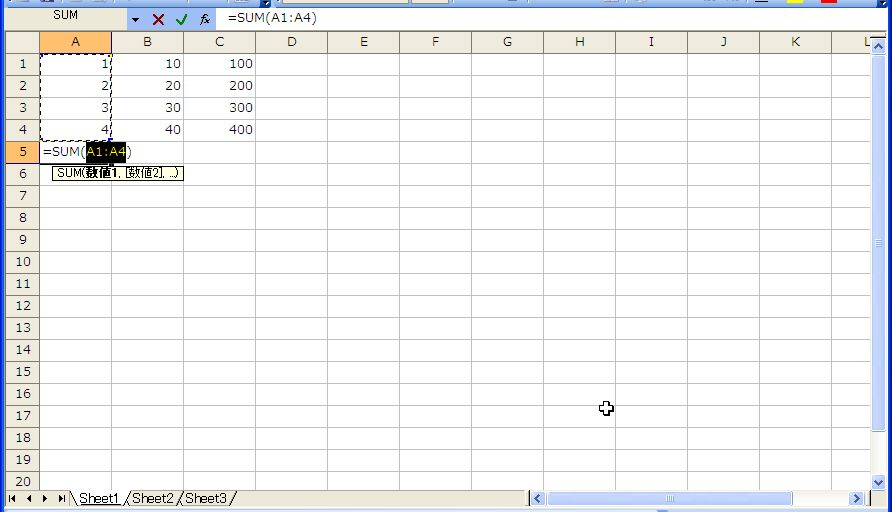 SUM =SUM(A1:A4)
A B C D E F G H I J K L
1 1 10 100
2 2 20 200
3 3 30 300
4 4 40 400
5 =SUM(A1:A4)
6 SUM(数値1, [数値2], ...)
7
8
9
10
11
12
13
14
15
16
17
18
19
20
Sheet1 Sheet2 Sheet3